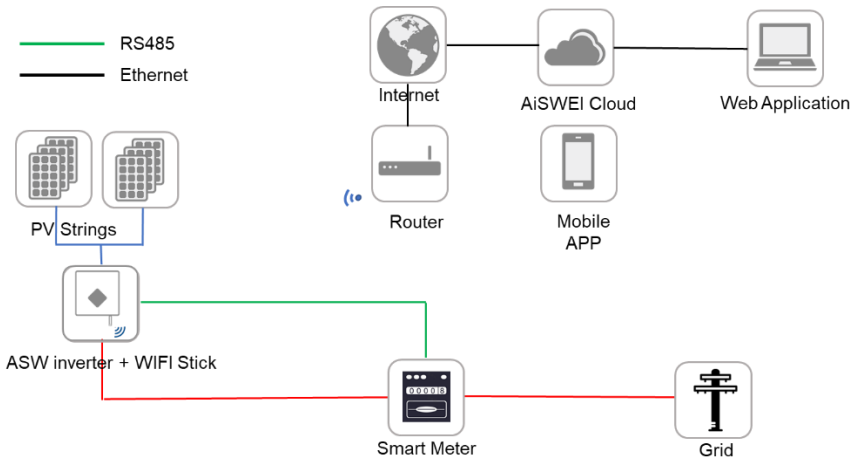 RS485
Ethernet
Internet
AiSWEI Cloud
Web Application
PV Strings
Router
Mobile
APP
ASW inverter + WIFI Stick
00008
Smart Meter
Grid